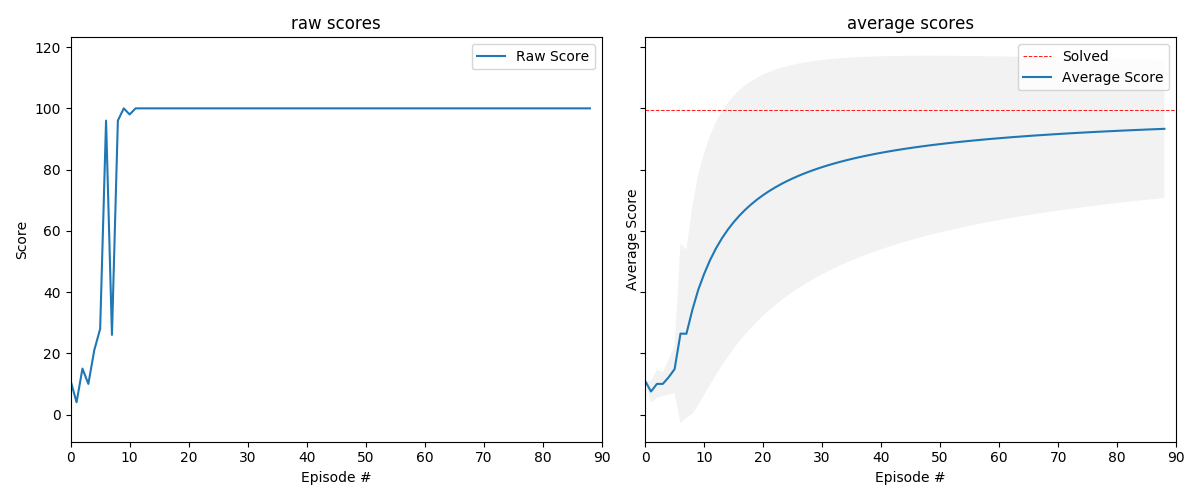 raw scores
120
100
80
60
40
20
0
Score
Raw Score
0 10 20 30 40 50 60 70 80 90
Episode #
average scores
Average Score
Solved
Average Score
0 10 20 30 40 50 60 70 80 90
Episode #